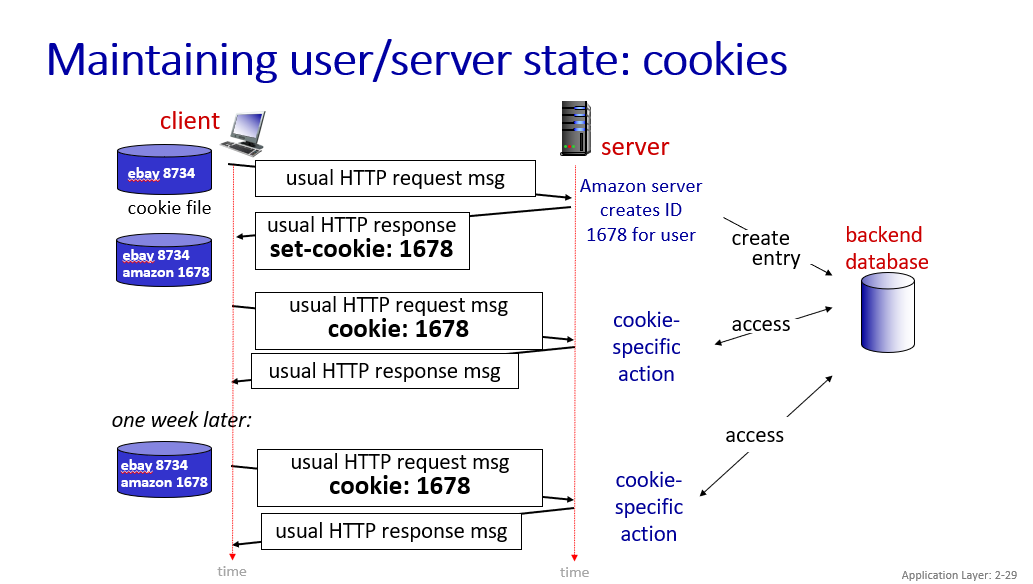 Maintaining user/server state: cookies
client
server
ebay 8734
cookie file
usual HTTP request msg
Amazon server
creates ID
1678 for user
usual HTTP response
set-cookie: 1678
create
entry
backend
database
ebay 8734
amazon 1678
usual HTTP request msg
cookie: 1678
cookie-
specific
action
access
usual HTTP response msg
one week later:
access
ebay 8734
amazon 1678
usual HTTP request msg
cookie: 1678
cookie-
specific
action
usual HTTP response msg
time
time
Application Layer: 2-29